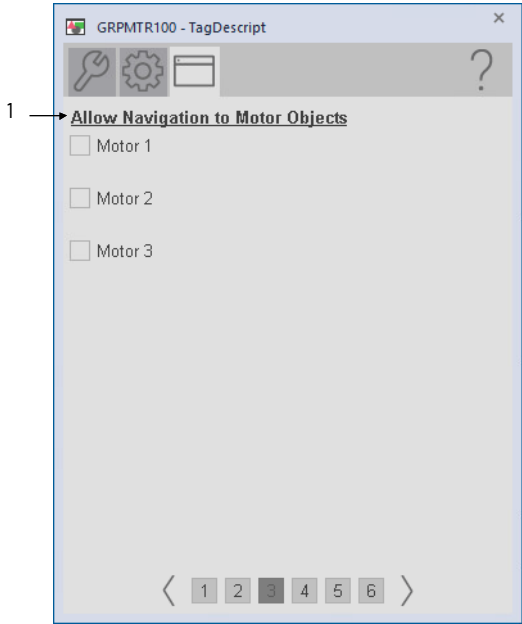 GRPMTR100 - TagDescript
1
Allow Navigation to Motor Objects
Motor 1
Motor 2
Motor 3
1 2 3 4 5 6